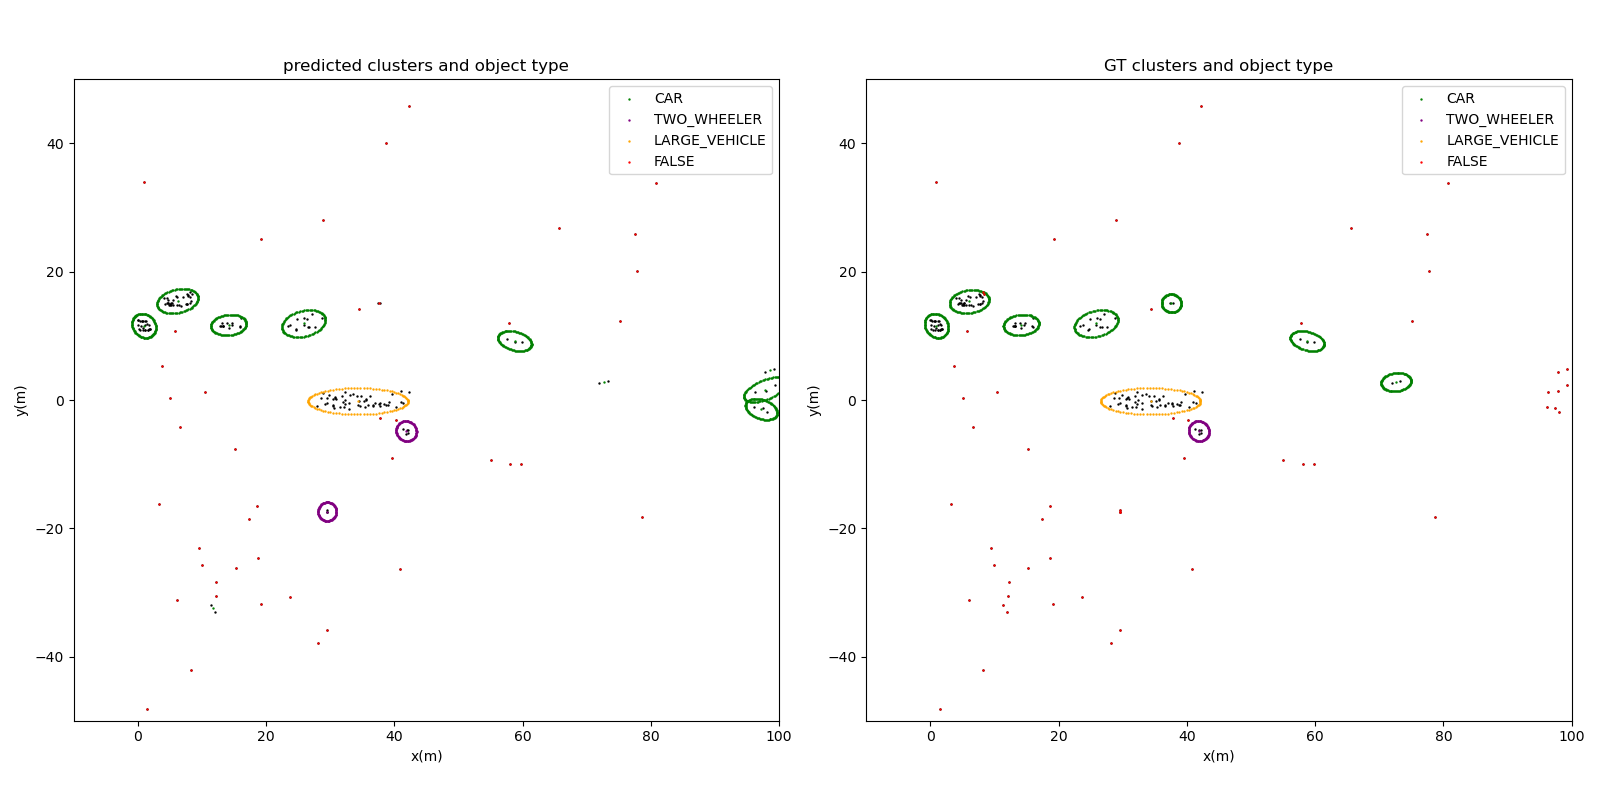 predicted clusters and object type
CAR
TWO_WHEELER
LARGE_VEHICLE
FALSE
40
20
0
−20
−40
y(m)
0
20
40
60
80
100
x(m)
GT clusters and object type
CAR
TWO_WHEELER
LARGE_VEHICLE
FALSE
40
20
0
−20
−40
y(m)
0
20
40
60
80
100
x(m)